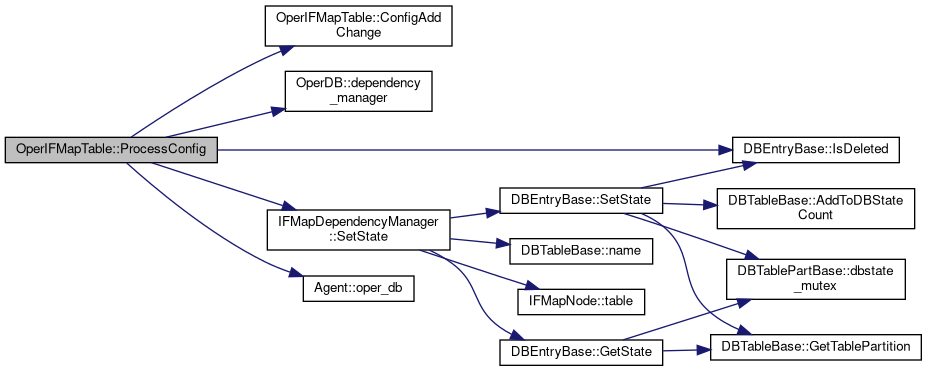 OperIFMapTable::ConfigAdd
Change
OperDB::dependency
_manager
OperIFMapTable::ProcessConfig
DBEntryBase::IsDeleted
DBEntryBase::SetState
DBTableBase::AddToDBState
Count
IFMapDependencyManager
::SetState
DBTableBase::name
DBTablePartBase::dbstate
_mutex
Agent::oper_db
IFMapNode::table
DBEntryBase::GetState
DBTableBase::GetTablePartition